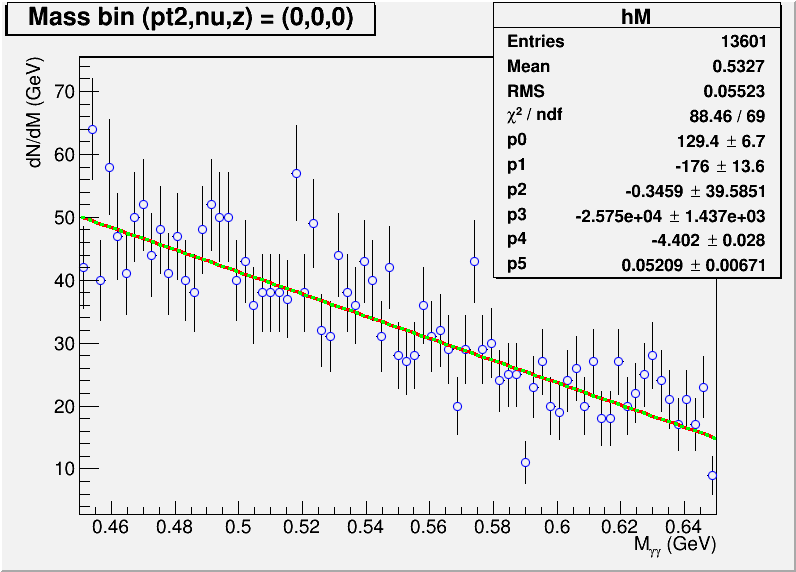 Mass bin (pt2,nu,z) = (0,0,0)
hM
Entries 13601
Mean 0.5327
RMS 0.05523
χ² / ndf 88.46 / 69
p0 129.4 ± 6.7
p1 -176 ± 13.6
p2 -0.3459 ± 39.5851
p3 -2.575e+04 ± 1.437e+03
p4 -4.402 ± 0.028
p5 0.05209 ± 0.00671
dN/dM (GeV)
70
60
50
40
30
20
10
0.46 0.48 0.5 0.52 0.54 0.56 0.58 0.6 0.62 0.64
Mγγ (GeV)